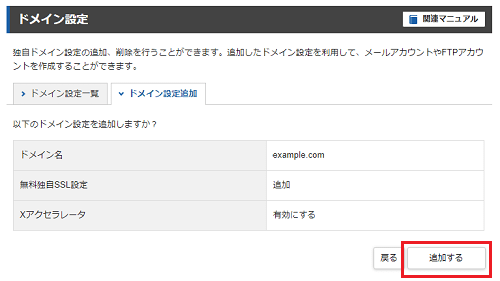 ドメイン設定
関連マニュアル
独自ドメイン設定の追加、削除を行うことができます。追加したドメイン設定を利用して、メールアカウントやFTPアカウ
ントを作成することができます。
ドメイン設定一覧
ドメイン設定追加
以下のドメイン設定を追加しますか？
ドメイン名 example.com
無料独自SSL設定 追加
Xアクセラレータ 有効にする
戻る 追加する